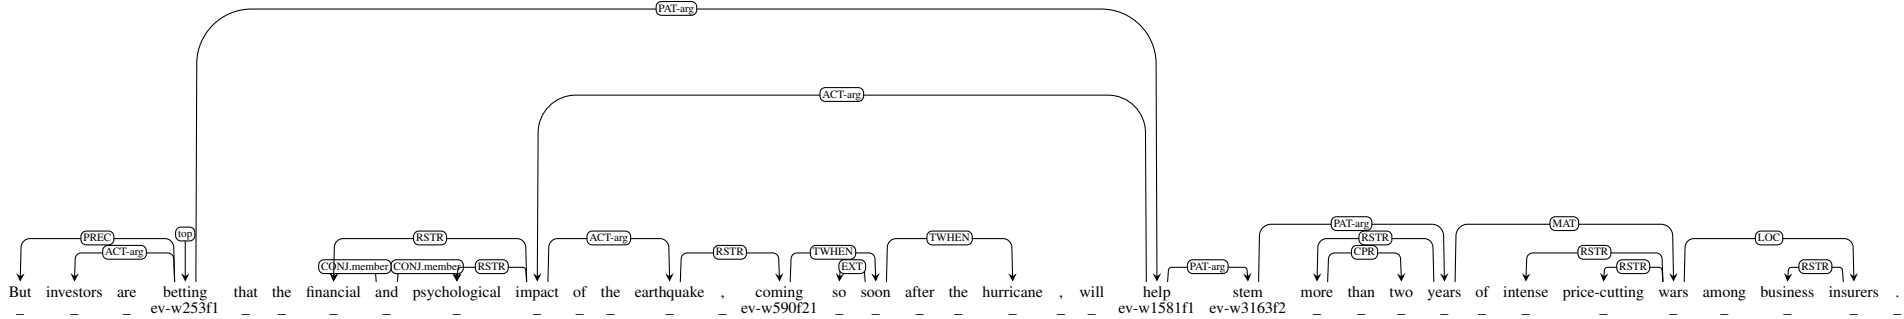 PAT-arg
ACT-arg
PREC ACT-arg top RSTR CONJ.member CONJ.member RSTR ACT-arg RSTR TWHEN EXT TWHEN PAT-arg PAT-arg RSTR CPR MAT RSTR RSTR LOC RSTR
But investors are betting that the financial and psychological impact of the earthquake , coming so soon after the hurricane , will help stem more than two years of intense price-cutting wars among business insurers .
_ _ _ ev-w253f1 _ _ _ _ _ _ _ _ _ _ ev-w590f21 _ _ _ _ _ _ _ ev-w1581f1 ev-w3163f2 _ _ _ _ _ _ _ _ _ _ _ _